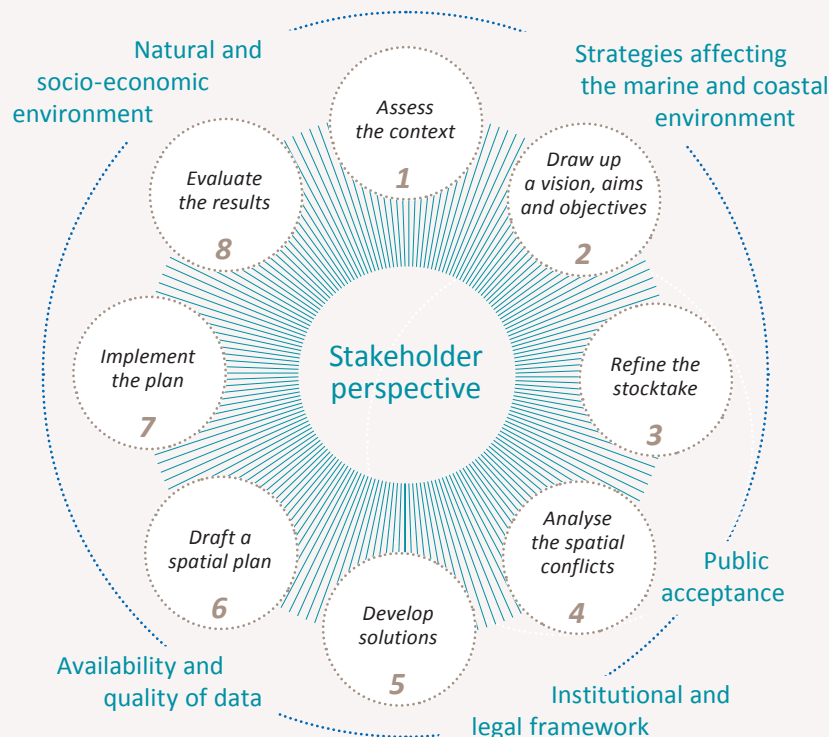 Natural and
socio-economic
environment
Strategies affecting
the marine and coastal
environment
Assess
the context
1
Draw up
a vision, aims
and objectives
2
Refine the
stocktake
3
Analyse
the spatial
conflicts
4
Develop
solutions
5
Draft a
spatial plan
6
Implement
the plan
7
Evaluate
the results
8
Stakeholder
perspective
Public
acceptance
Institutional and
legal framework
Availability and
quality of data